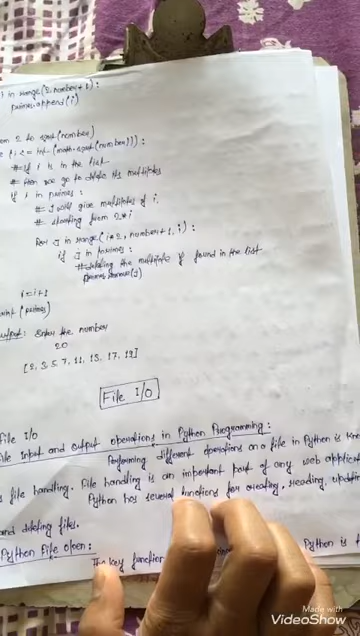 ) in range(2, number+1):
primes.append(i)
om 2 to sqrt(number)
e (i <= int (math.sqrt(number))):
# if i is in the list
# then we go to delete its multiples
if i in primes:
# J will give multiples of i,
# starting from 2*i
for J in range(i*2, number+1, i):
if J in primes:
# deleting the multiple if found in the list
primes.remove(J)
i=i+1
rint (primes)
utput: Enter the number
20
[2, 3, 5, 7, 11, 13, 17, 19]
File I/O
File I/O
ile Input and output operations in Python Programming:
Performing different operations on a file in Python is kno
s file handling. File handling is an important part of any web applicat
Python has several functions for creating, reading, updatin
and deleting files.
Python File Open:
The key function Python is t
Made with
VideoShow